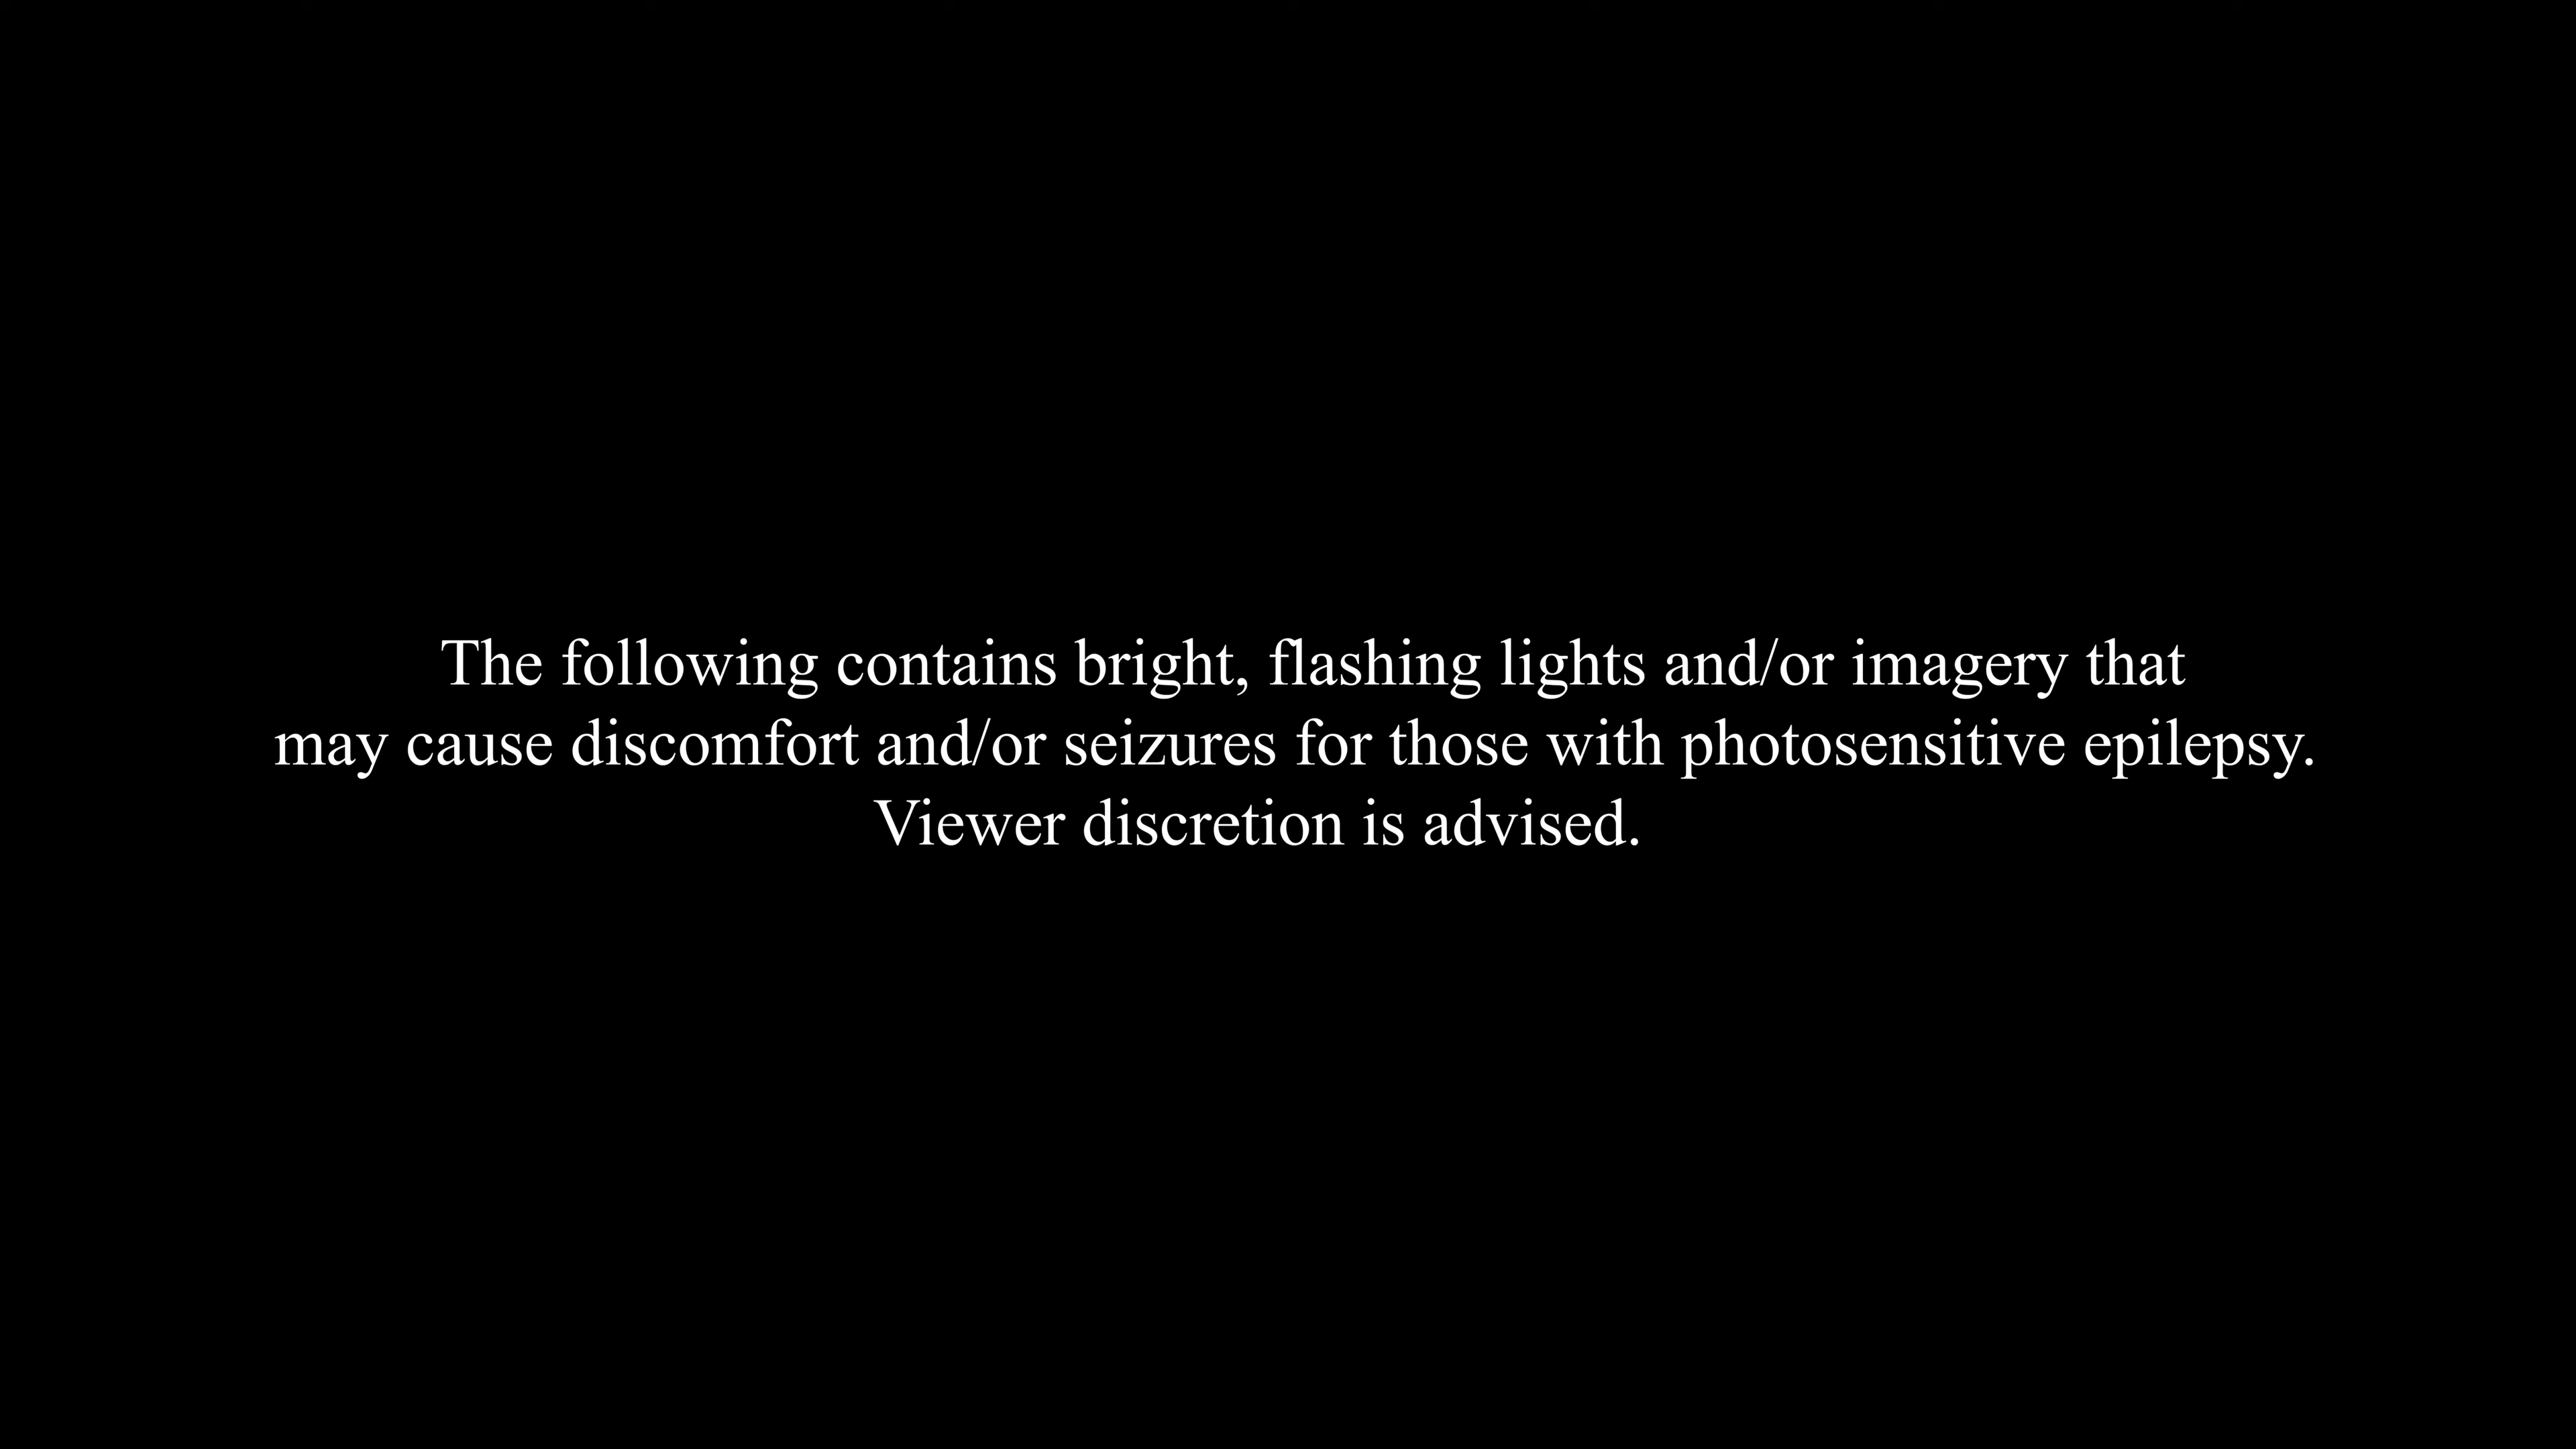 The following contains bright, flashing lights and/or imagery that
may cause discomfort and/or seizures for those with photosensitive epilepsy.
Viewer discretion is advised.